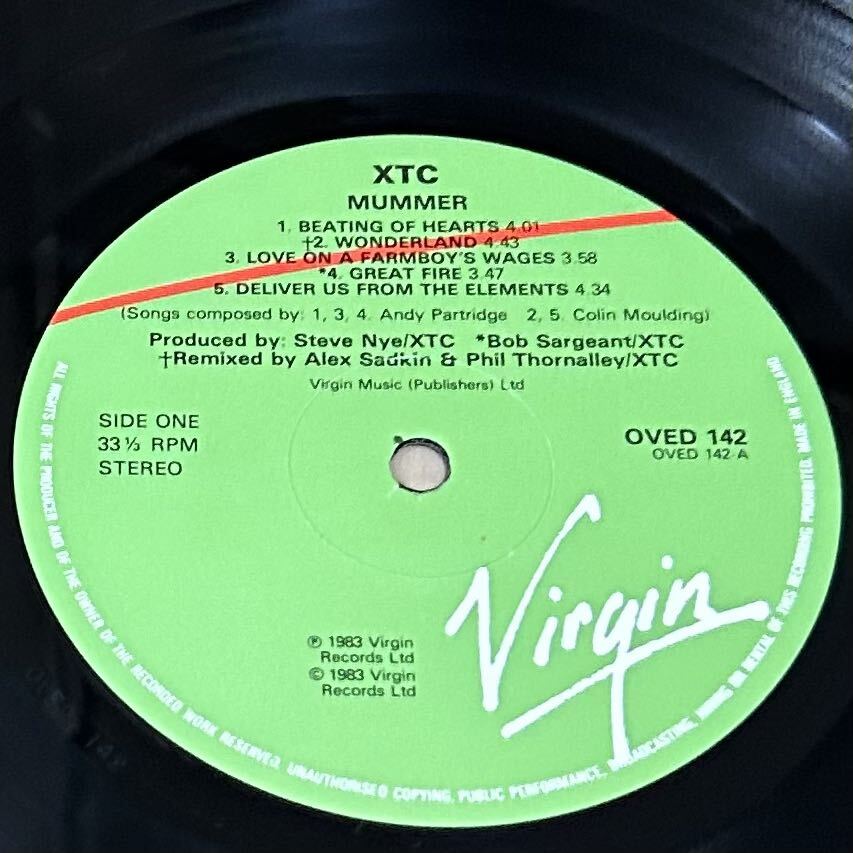 XTC
MUMMER
1. BEATING OF HEARTS 4.01
†2. WONDERLAND 4.43
3. LOVE ON A FARMBOY'S WAGES 3.58
*4. GREAT FIRE 3.47
5. DELIVER US FROM THE ELEMENTS 4.34
(Songs composed by: 1, 3, 4. Andy Partridge 2, 5. Colin Moulding)
Produced by: Steve Nye/XTC *Bob Sargeant/XTC
†Remixed by Alex Sadkin & Phil Thornalley/XTC
Virgin Music (Publishers) Ltd
SIDE ONE
33⅓ RPM
STEREO
OVED 142
OVED 142-A
Virgin
℗ 1983 Virgin
Records Ltd
© 1983 Virgin
Records Ltd
ALL RIGHTS OF THE PRODUCER AND OF THE OWNER OF THE RECORDED WORK RESERVED. UNAUTHORISED COPYING, PUBLIC PERFORMANCE, BROADCASTING, HIRING OR RENTAL OF THIS RECORDING PROHIBITED. MADE IN ENGLAND